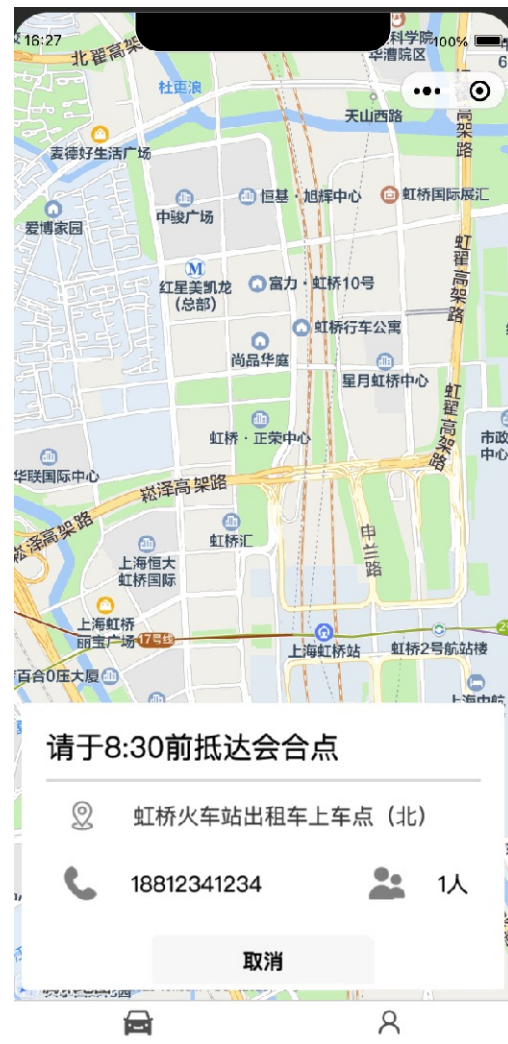 16:27
100%
北翟高架
科学院
华漕院区
杜更浪
天山西路
高架路
麦德好生活广场
爱博家园
中骏广场
恒基·旭辉中心
虹桥国际展汇
虹翟高架路
红星美凯龙
(总部)
富力·虹桥10号
虹桥行车公寓
尚品华庭
星月虹桥中心
虹翟高架路
虹桥·正荣中心
市政
中心
华联国际中心
崧泽高架路
崧泽高架路
虹桥汇
申兰路
上海恒大
虹桥国际
上海虹桥
丽宝广场
17号线
上海虹桥站
虹桥2号航站楼
百合0压大厦
上海中航
请于8:30前抵达会合点
虹桥火车站出租车上车点（北）
18812341234
1人
取消